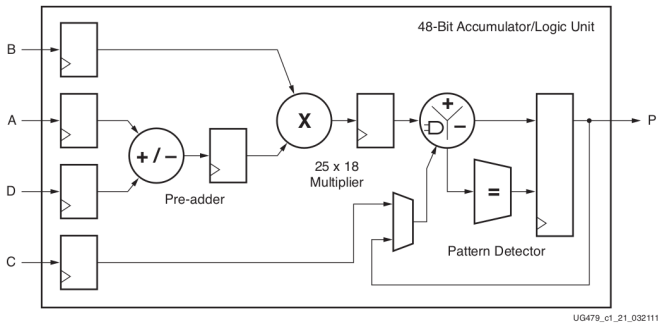 48-Bit Accumulator/Logic Unit
B
A
X
+
−
P
+ / −
25 x 18
Multiplier
D
Pre-adder
=
C
Pattern Detector
UG479_c1_21_032111